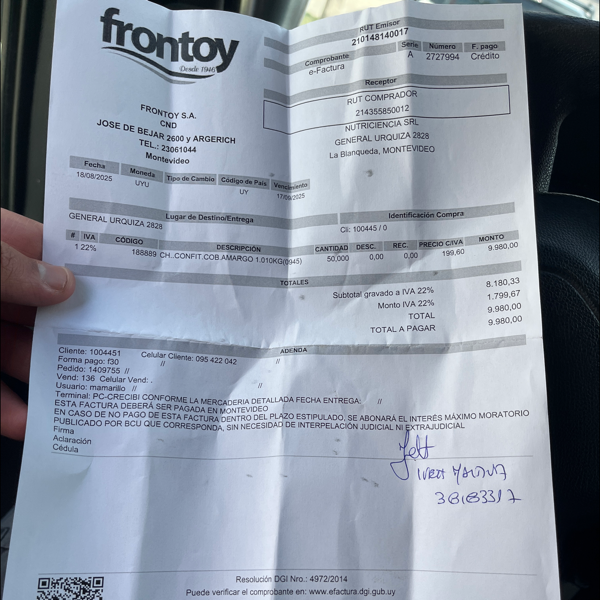 frontoy
Desde 1946
FRONTOY S.A.
CND
JOSE DE BEJAR 2600 y ARGERICH
TEL.: 23061044
Montevideo
RUT Emisor
210148140017
Comprobante Serie Número F. pago
e-Factura A 2727994 Crédito
Receptor
RUT COMPRADOR
214355850012
NUTRICIENCIA SRL
GENERAL URQUIZA 2828
La Blanqueda, MONTEVIDEO
Fecha Moneda Tipo de Cambio Código de País Vencimiento
18/08/2025 UYU UY 17/09/2025
Lugar de Destino/Entrega Identificación Compra
GENERAL URQUIZA 2828 Cli: 100445 / 0
# IVA CÓDIGO DESCRIPCIÓN CANTIDAD DESC. REC. PRECIO C/IVA MONTO
1 22% 188889 CH..CONFIT.COB.AMARGO 1.010KG(0945) 50,000 0,00 0,00 199,60 9.980,00
TOTALES
Subtotal gravado a IVA 22% 8.180,33
Monto IVA 22% 1.799,67
TOTAL 9.980,00
TOTAL A PAGAR 9.980,00
ADENDA
Cliente: 1004451 Celular Cliente: 095 422 042 //
Forma pago: f30 //
Pedido: 1409755 //
Vend: 136 Celular Vend: . //
Usuario: mamarillo //
Terminal: PC-CRECIBI CONFORME LA MERCADERIA DETALLADA FECHA ENTREGA: //
ESTA FACTURA DEBERÁ SER PAGADA EN MONTEVIDEO
EN CASO DE NO PAGO DE ESTA FACTURA DENTRO DEL PLAZO ESTIPULADO, SE ABONARÁ EL INTERÉS MÁXIMO MORATORIO
PUBLICADO POR BCU QUE CORRESPONDA, SIN NECESIDAD DE INTERPELACIÓN JUDICIAL NI EXTRAJUDICIAL
Firma
Aclaración
Cédula
Resolución DGI Nro.: 4972/2014
Puede verificar el comprobante en: www.efactura.dgi.gub.uy